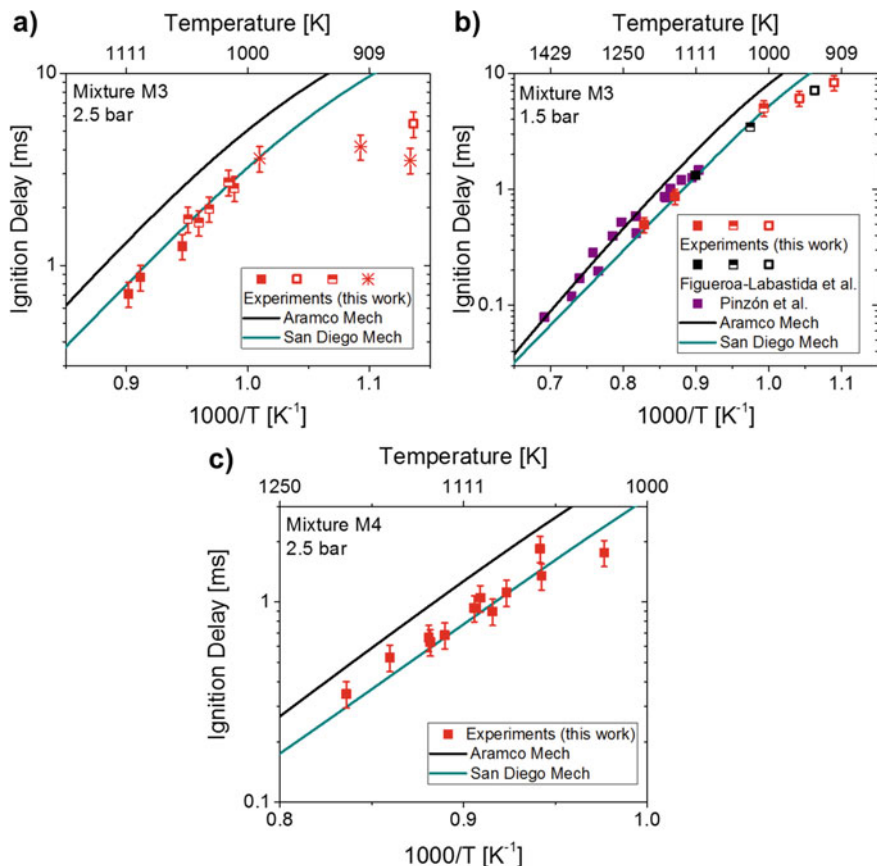 a)
Temperature [K]
1111 1000 909
10
1
Ignition Delay [ms]
Mixture M3
2.5 bar
Experiments (this work)
Aramco Mech
San Diego Mech
0.9 1.0 1.1
1000/T [K⁻¹]
b)
Temperature [K]
1429 1250 1111 1000 909
10
1
0.1
Ignition Delay [ms]
Mixture M3
1.5 bar
Experiments (this work)
Figueroa-Labastida et al.
Pinzón et al.
Aramco Mech
San Diego Mech
0.7 0.8 0.9 1.0 1.1
1000/T [K⁻¹]
c)
Temperature [K]
1250 1111 1000
1
0.1
Ignition Delay [ms]
Mixture M4
2.5 bar
Experiments (this work)
Aramco Mech
San Diego Mech
0.8 0.9 1.0
1000/T [K⁻¹]